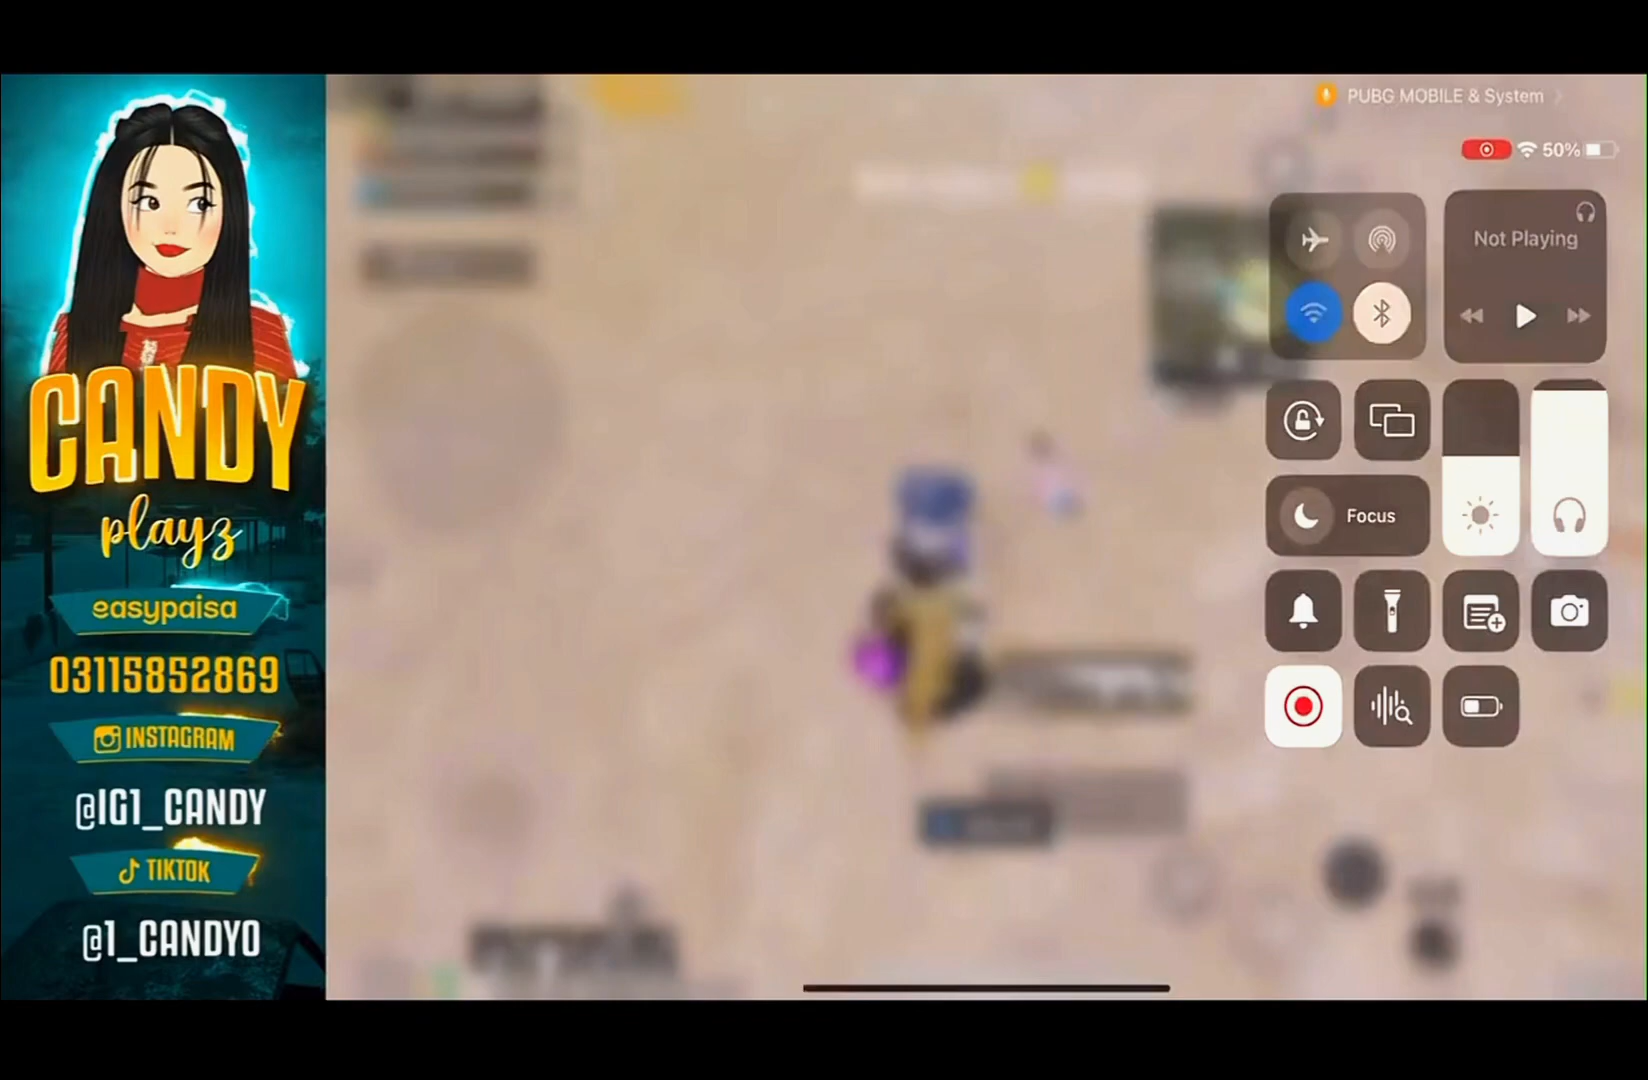 CANDY
playz
easypaisa
03115852869
INSTAGRAM
@IG1_CANDY
TIKTOK
@1_CANDYO
PUBG MOBILE & System
50%
Not Playing
Focus